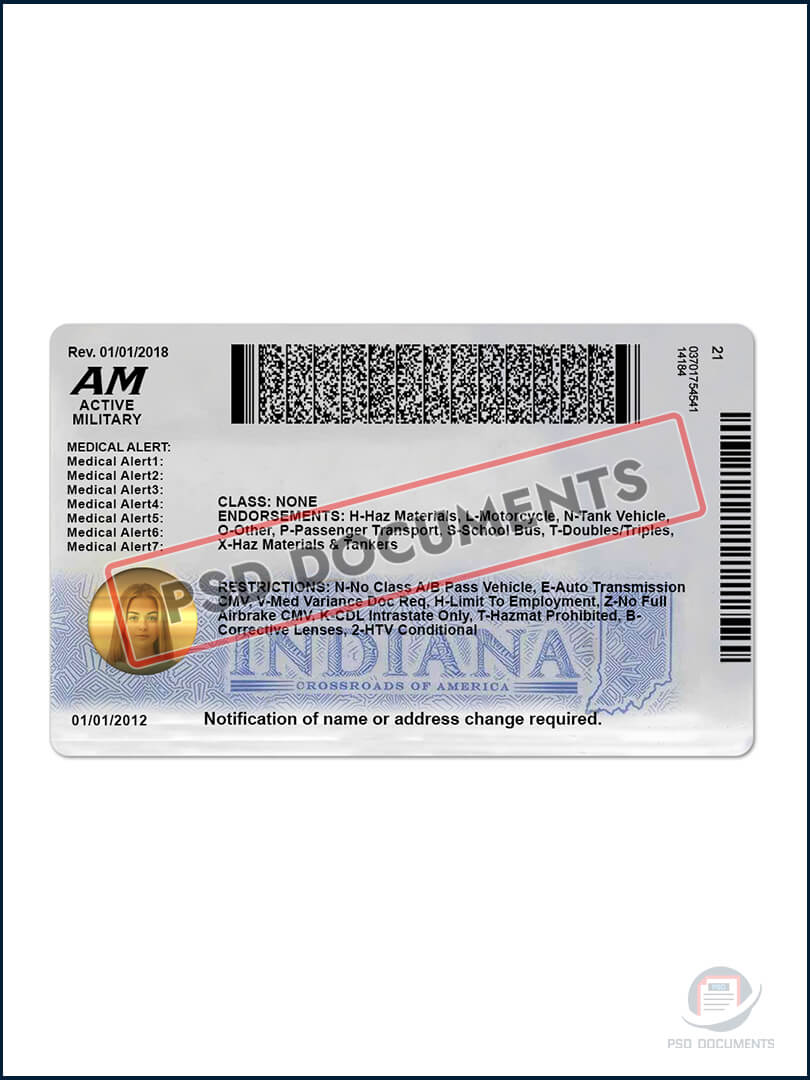 Rev. 01/01/2018
AM
ACTIVE
MILITARY
21
03701754541
14184
MEDICAL ALERT:
Medical Alert1:
Medical Alert2:
Medical Alert3:
Medical Alert4:
Medical Alert5:
Medical Alert6:
Medical Alert7:
CLASS: NONE
ENDORSEMENTS: H-Haz Materials, L-Motorcycle, N-Tank Vehicle,
O-Other, P-Passenger Transport, S-School Bus, T-Doubles/Triples,
X-Haz Materials & Tankers
PSD DOCUMENTS
RESTRICTIONS: N-No Class A/B Pass Vehicle, E-Auto Transmission
CMV, V-Med Variance Doc Req, H-Limit To Employment, Z-No Full
Airbrake CMV, K-CDL Intrastate Only, T-Hazmat Prohibited, B-
Corrective Lenses, 2-HTV Conditional
INDIANA
CROSSROADS OF AMERICA
01/01/2012
Notification of name or address change required.
PSD
PSD DOCUMENTS